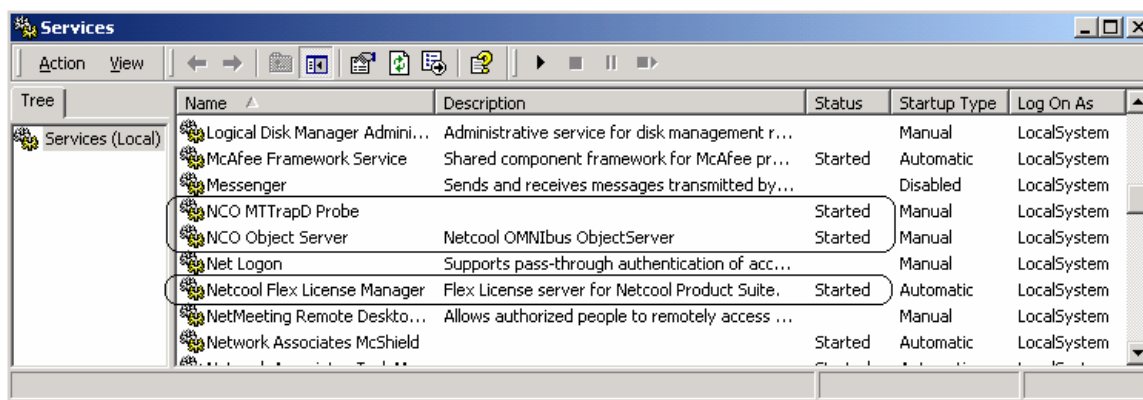 Services
Action View
Tree
Name Description Status Startup Type Log On As
Services (Local)
Logical Disk Manager Admini... Administrative service for disk management r... Manual LocalSystem
McAfee Framework Service Shared component framework for McAfee pr... Started Automatic LocalSystem
Messenger Sends and receives messages transmitted by... Disabled LocalSystem
NCO MTTrapD Probe Started Manual LocalSystem
NCO Object Server Netcool OMNIbus ObjectServer Started Manual LocalSystem
Net Logon Supports pass-through authentication of acc... Manual LocalSystem
Netcool Flex License Manager Flex License server for Netcool Product Suite. Started Automatic LocalSystem
NetMeeting Remote Deskto... Allows authorized people to remotely access ... Manual LocalSystem
Network Associates McShield Started Automatic LocalSystem